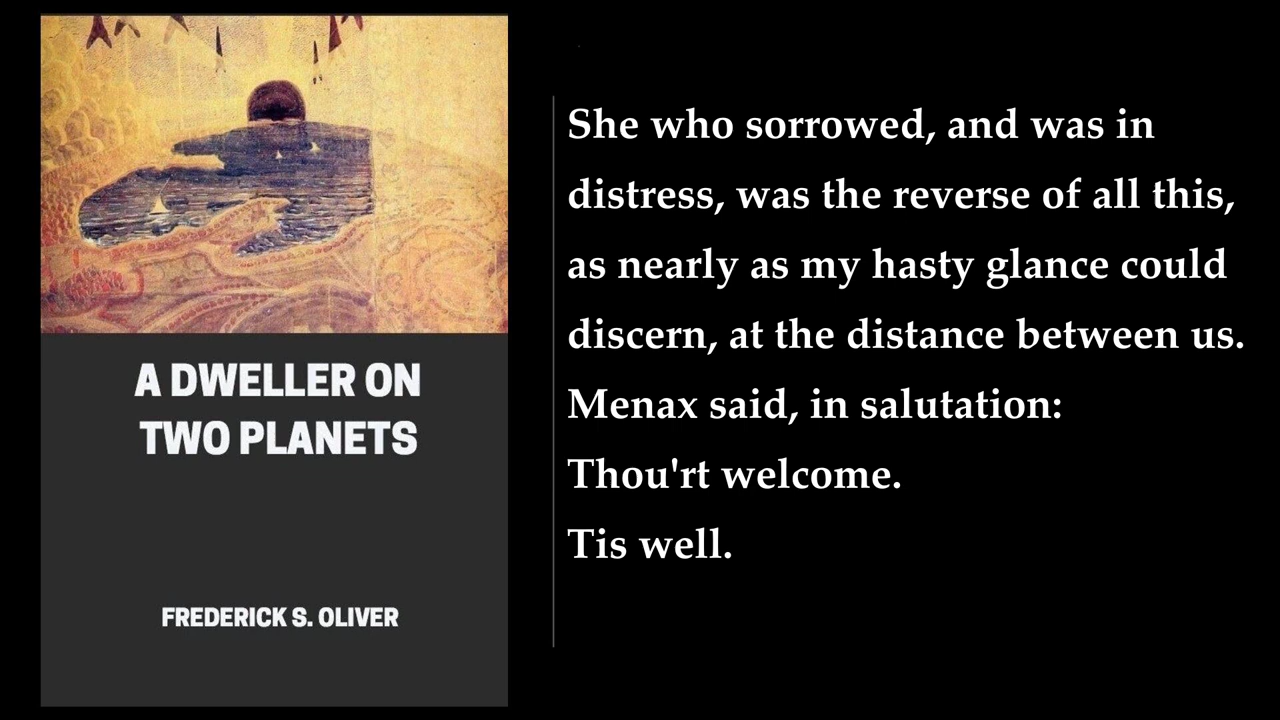 A DWELLER ON
TWO PLANETS
FREDERICK S. OLIVER
She who sorrowed, and was in
distress, was the reverse of all this,
as nearly as my hasty glance could
discern, at the distance between us.
Menax said, in salutation:
Thou'rt welcome.
Tis well.